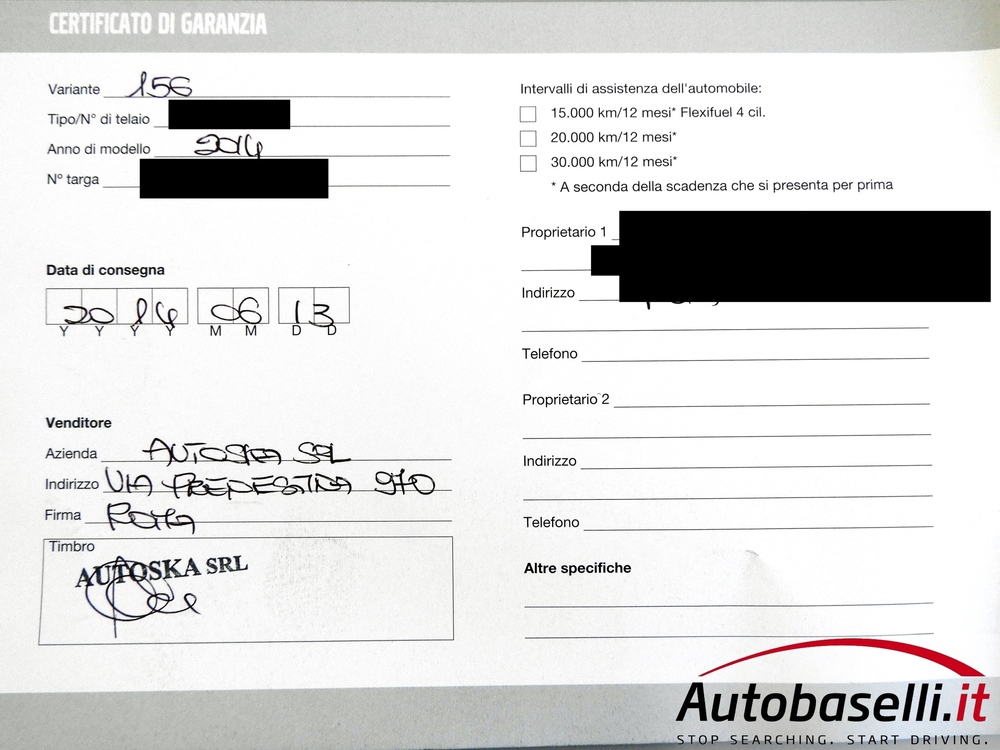 CERTIFICATO DI GARANZIA
Variante 156
Tipo/N° di telaio
Anno di modello 2014
N° targa
Data di consegna
2014 06 13
Y Y Y Y M M D D
Venditore
Azienda AUTOSKA SRL
Indirizzo VIA PRENESTINA 970
Firma ROMA
Timbro
AUTOSKA SRL
Intervalli di assistenza dell'automobile:
15.000 km/12 mesi* Flexifuel 4 cil.
20.000 km/12 mesi*
30.000 km/12 mesi*
* A seconda della scadenza che si presenta per prima
Proprietario 1
Indirizzo
Telefono
Proprietario 2
Indirizzo
Telefono
Altre specifiche
Autobaselli.it
STOP SEARCHING. START DRIVING.